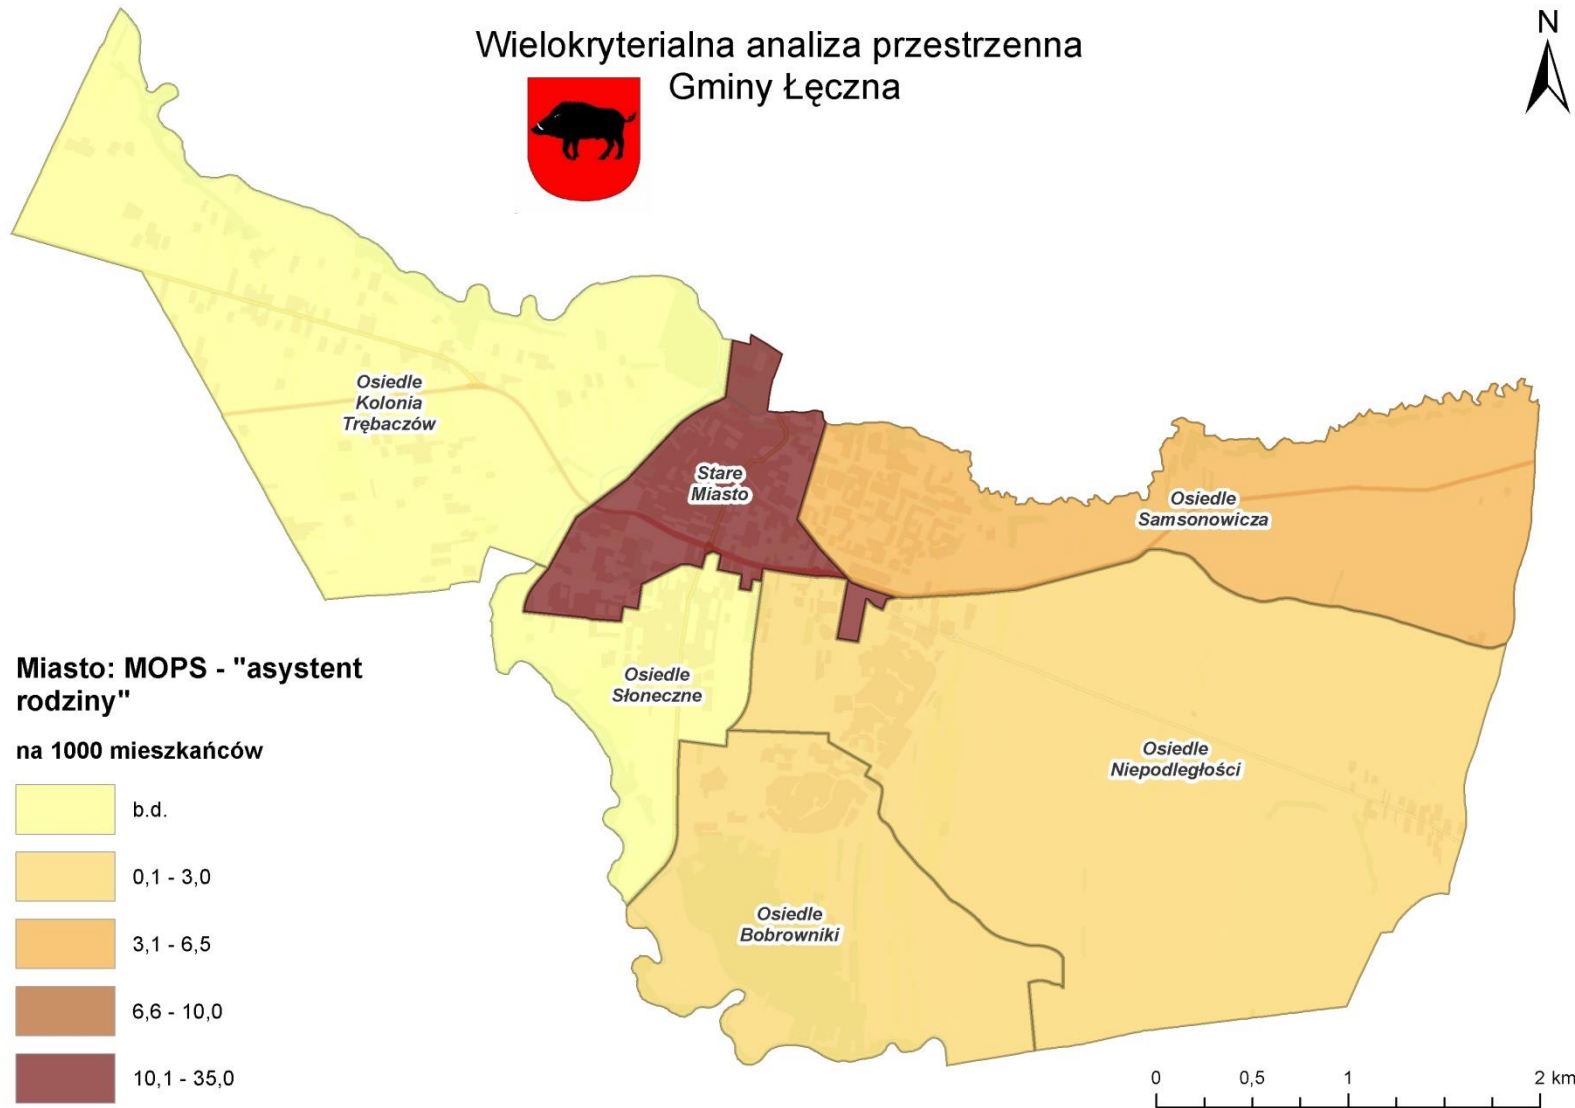 Wielokryterialna analiza przestrzenna
Gminy Łęczna
N
Osiedle
Kolonia
Trębaczów
Stare
Miasto
Osiedle
Samsonowicza
Osiedle
Słoneczne
Osiedle
Niepodległości
Osiedle
Bobrowniki
Miasto: MOPS - "asystent
rodziny"
na 1000 mieszkańców
b.d.
0,1 - 3,0
3,1 - 6,5
6,6 - 10,0
10,1 - 35,0
0 0,5 1 2 km